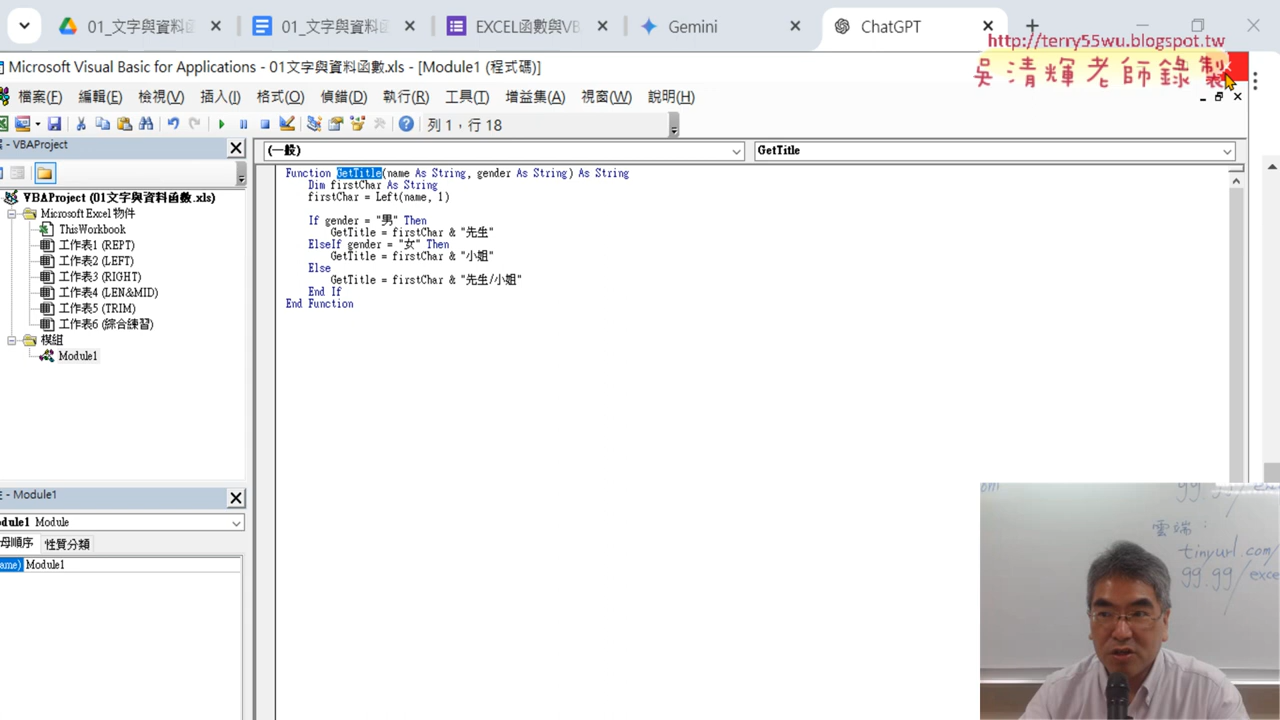 01_文字與資料函
01_文字與資料函
EXCEL函數與VB
Gemini
ChatGPT
http://terry55wu.blogspot.tw
吳清輝老師錄製
Microsoft Visual Basic for Applications - 01文字與資料函數.xls - [Module1 (程式碼)]
檔案(F) 編輯(E) 檢視(V) 插入(I) 格式(O) 偵錯(D) 執行(R) 工具(T) 增益集(A) 視窗(W) 說明(H)
列 1，行 18
- VBAProject
(一般)
GetTitle
VBAProject (01文字與資料函數.xls)
Microsoft Excel 物件
ThisWorkbook
工作表1 (REPT)
工作表2 (LEFT)
工作表3 (RIGHT)
工作表4 (LEN&MID)
工作表5 (TRIM)
工作表6 (綜合練習)
模組
Module1
Function GetTitle(name As String, gender As String) As String
Dim firstChar As String
firstChar = Left(name, 1)
If gender = "男" Then
GetTitle = firstChar & "先生"
ElseIf gender = "女" Then
GetTitle = firstChar & "小姐"
Else
GetTitle = firstChar & "先生/小姐"
End If
End Function
- Module1
dule1 Module
母順序 性質分類
ame) Module1
雲端：
tinyurl.com/
gg.gg/exce